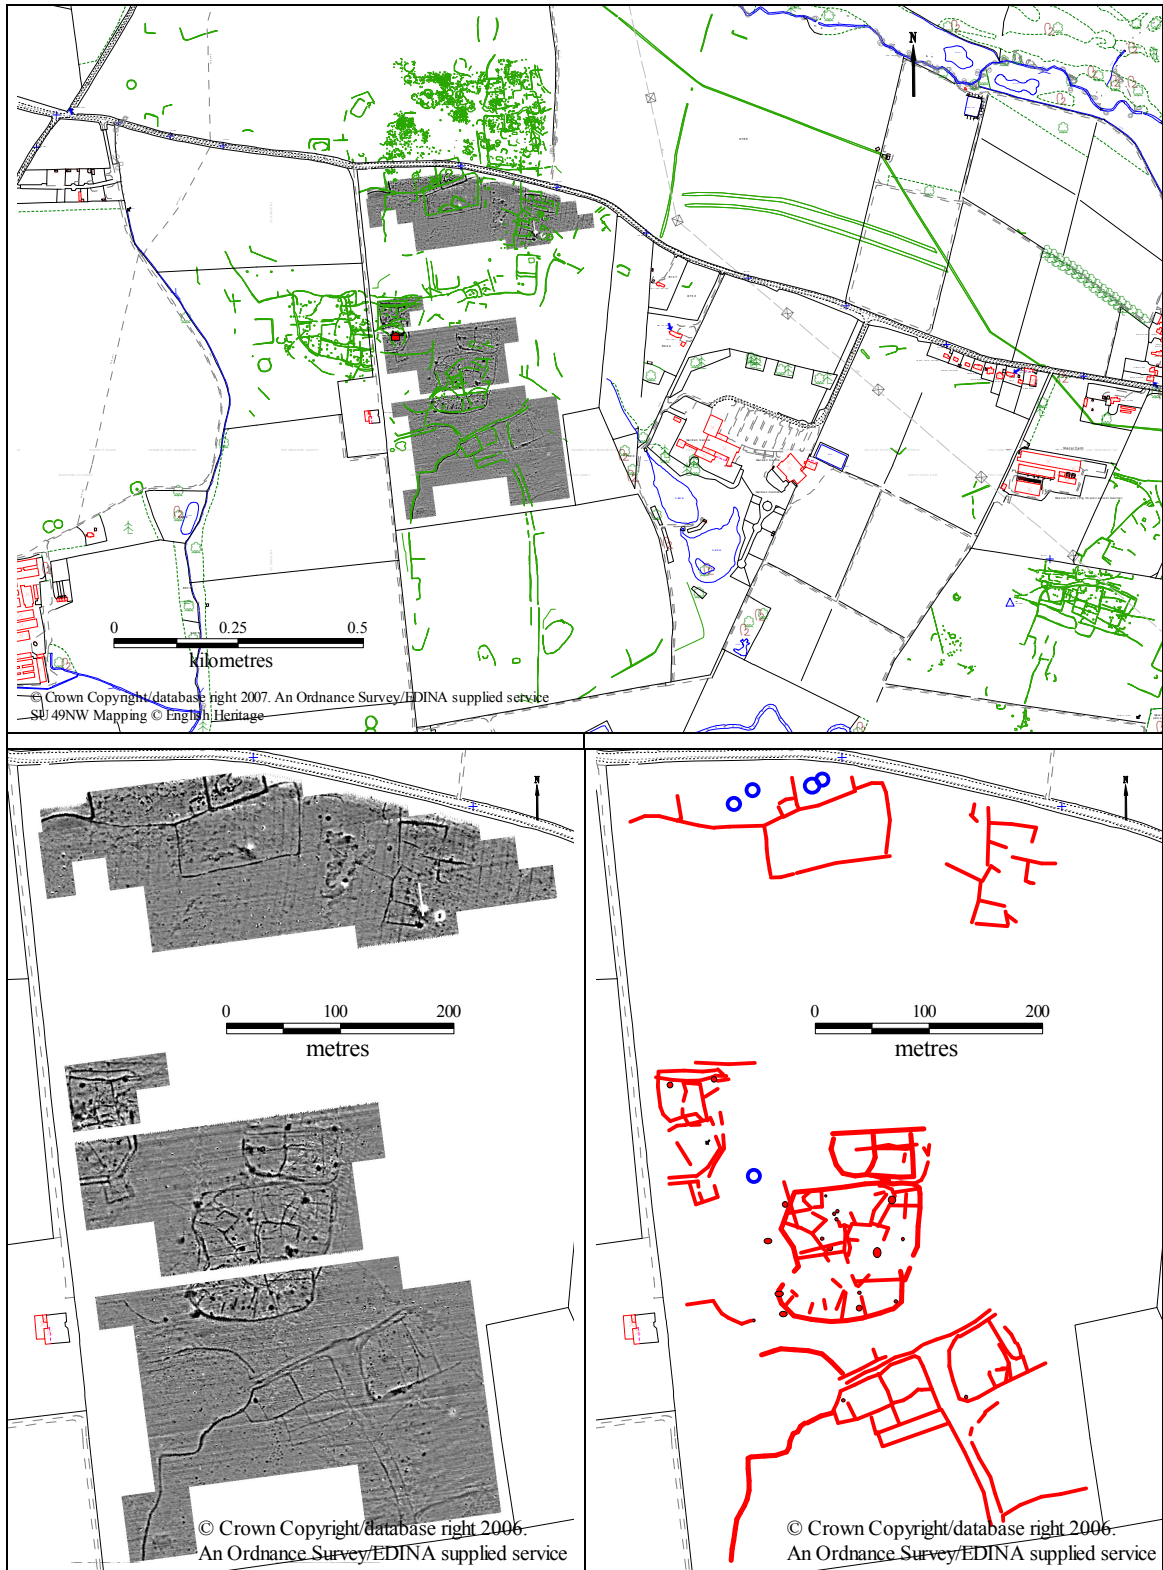 N
0 0.25 0.5
kilometres
© Crown Copyright/database right 2007. An Ordnance Survey/EDINA supplied service
SU 49NW Mapping © English Heritage
N
0 100 200
metres
© Crown Copyright/database right 2006.
An Ordnance Survey/EDINA supplied service
N
0 100 200
metres
© Crown Copyright/database right 2006.
An Ordnance Survey/EDINA supplied service